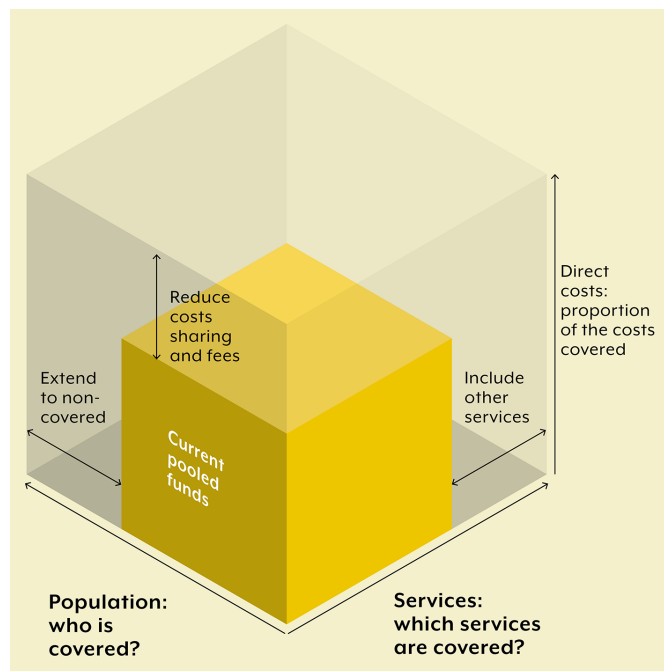 Reduce
costs
sharing
and fees
Direct
costs:
proportion
of the costs
covered
Extend
to non-
covered
Include
other
services
Current
pooled
funds
Population:
who is
covered?
Services:
which services
are covered?